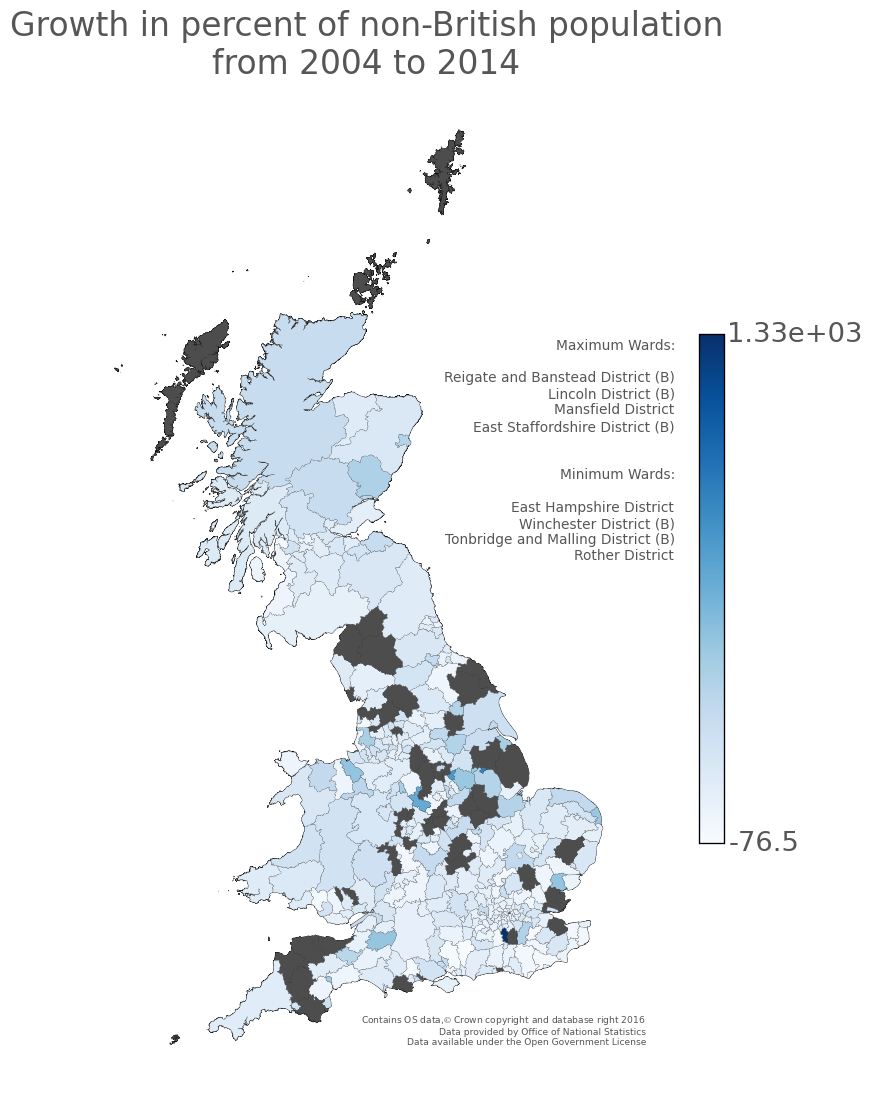 Growth in percent of non-British population
from 2004 to 2014
1.33e+03
Maximum Wards:
Reigate and Banstead District (B)
Lincoln District (B)
Mansfield District
East Staffordshire District (B)
Minimum Wards:
East Hampshire District
Winchester District (B)
Tonbridge and Malling District (B)
Rother District
-76.5
Contains OS data,© Crown copyright and database right 2016
Data provided by Office of National Statistics
Data available under the Open Government License